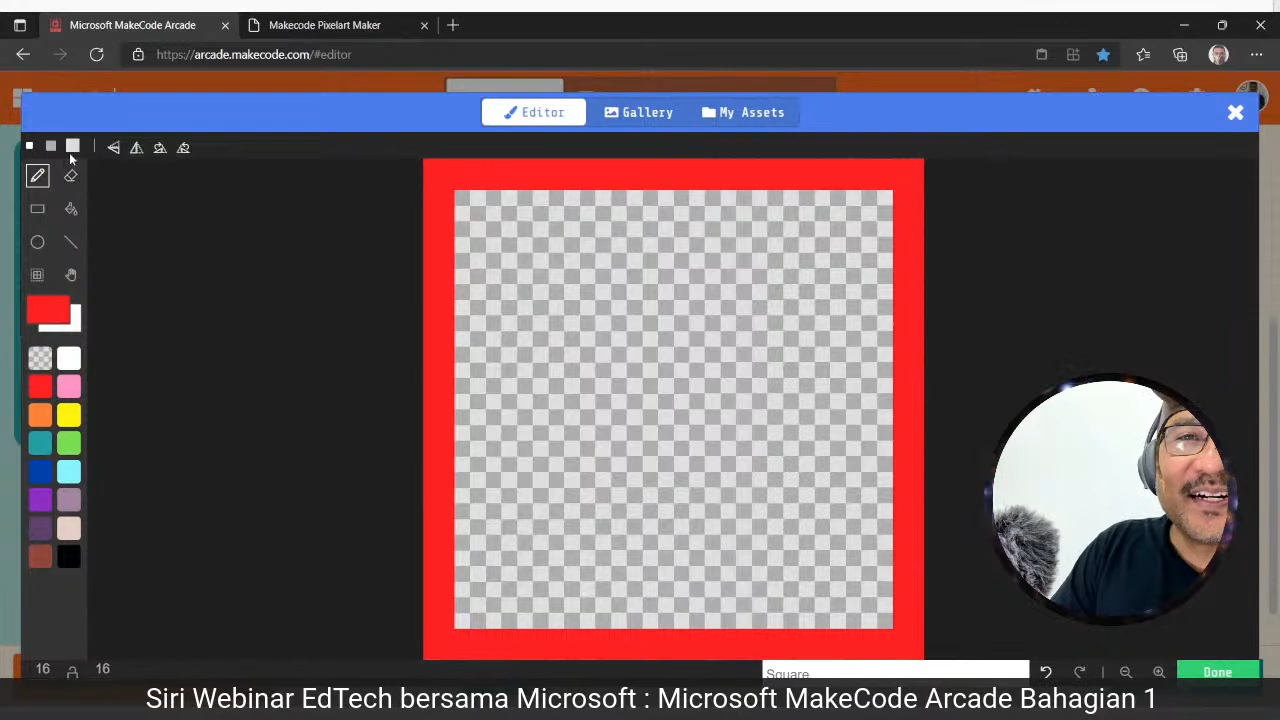 Microsoft MakeCode Arcade
Makecode Pixelart Maker
https://arcade.makecode.com/#editor
Editor
Gallery
My Assets
16
16
Square
Done
Siri Webinar EdTech bersama Microsoft : Microsoft MakeCode Arcade Bahagian 1